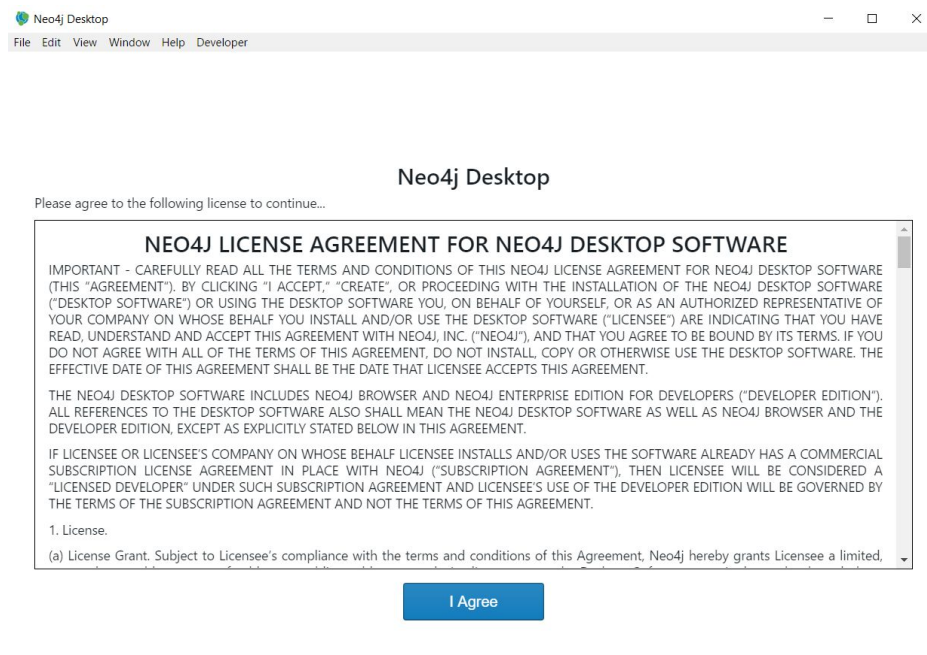 Neo4j Desktop
File Edit View Window Help Developer
Neo4j Desktop
Please agree to the following license to continue...
NEO4J LICENSE AGREEMENT FOR NEO4J DESKTOP SOFTWARE
IMPORTANT - CAREFULLY READ ALL THE TERMS AND CONDITIONS OF THIS NEO4J LICENSE AGREEMENT FOR NEO4J DESKTOP SOFTWARE
(THIS “AGREEMENT”). BY CLICKING “I ACCEPT,” “CREATE”, OR PROCEEDING WITH THE INSTALLATION OF THE NEO4J DESKTOP SOFTWARE
(“DESKTOP SOFTWARE”) OR USING THE DESKTOP SOFTWARE YOU, ON BEHALF OF YOURSELF, OR AS AN AUTHORIZED REPRESENTATIVE OF
YOUR COMPANY ON WHOSE BEHALF YOU INSTALL AND/OR USE THE DESKTOP SOFTWARE (“LICENSEE”) ARE INDICATING THAT YOU HAVE
READ, UNDERSTAND AND ACCEPT THIS AGREEMENT WITH NEO4J, INC. (“NEO4J”), AND THAT YOU AGREE TO BE BOUND BY ITS TERMS. IF YOU
DO NOT AGREE WITH ALL OF THE TERMS OF THIS AGREEMENT, DO NOT INSTALL, COPY OR OTHERWISE USE THE DESKTOP SOFTWARE. THE
EFFECTIVE DATE OF THIS AGREEMENT SHALL BE THE DATE THAT LICENSEE ACCEPTS THIS AGREEMENT.
THE NEO4J DESKTOP SOFTWARE INCLUDES NEO4J BROWSER AND NEO4J ENTERPRISE EDITION FOR DEVELOPERS (“DEVELOPER EDITION”).
ALL REFERENCES TO THE DESKTOP SOFTWARE ALSO SHALL MEAN THE NEO4J DESKTOP SOFTWARE AS WELL AS NEO4J BROWSER AND THE
DEVELOPER EDITION, EXCEPT AS EXPLICITLY STATED BELOW IN THIS AGREEMENT.
IF LICENSEE OR LICENSEE’S COMPANY ON WHOSE BEHALF LICENSEE INSTALLS AND/OR USES THE SOFTWARE ALREADY HAS A COMMERCIAL
SUBSCRIPTION LICENSE AGREEMENT IN PLACE WITH NEO4J (“SUBSCRIPTION AGREEMENT”), THEN LICENSEE WILL BE CONSIDERED A
“LICENSED DEVELOPER” UNDER SUCH SUBSCRIPTION AGREEMENT AND LICENSEE’S USE OF THE DEVELOPER EDITION WILL BE GOVERNED BY
THE TERMS OF THE SUBSCRIPTION AGREEMENT AND NOT THE TERMS OF THIS AGREEMENT.
1. License.
(a) License Grant. Subject to Licensee’s compliance with the terms and conditions of this Agreement, Neo4j hereby grants Licensee a limited,
I Agree